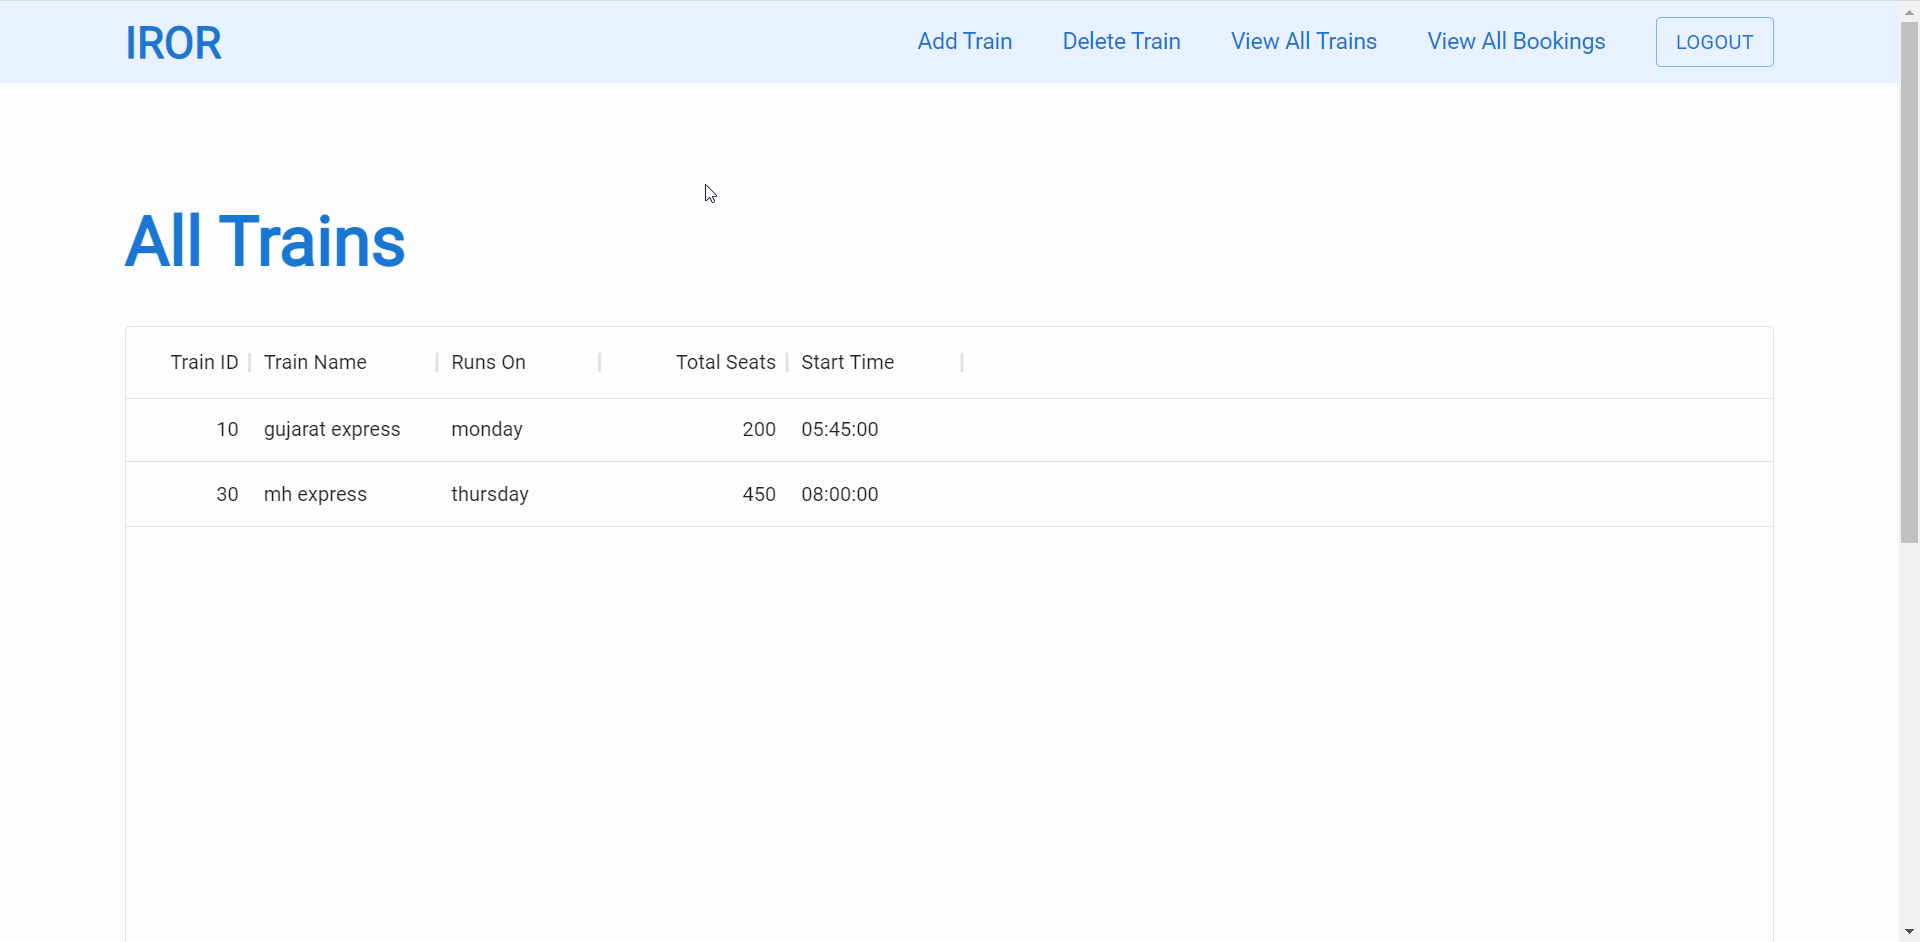 IROR Add Train Delete Train View All Trains View All Bookings LOGOUT
All Trains
Train ID Train Name Runs On Total Seats Start Time
10 gujarat express monday 200 05:45:00
30 mh express thursday 450 08:00:00